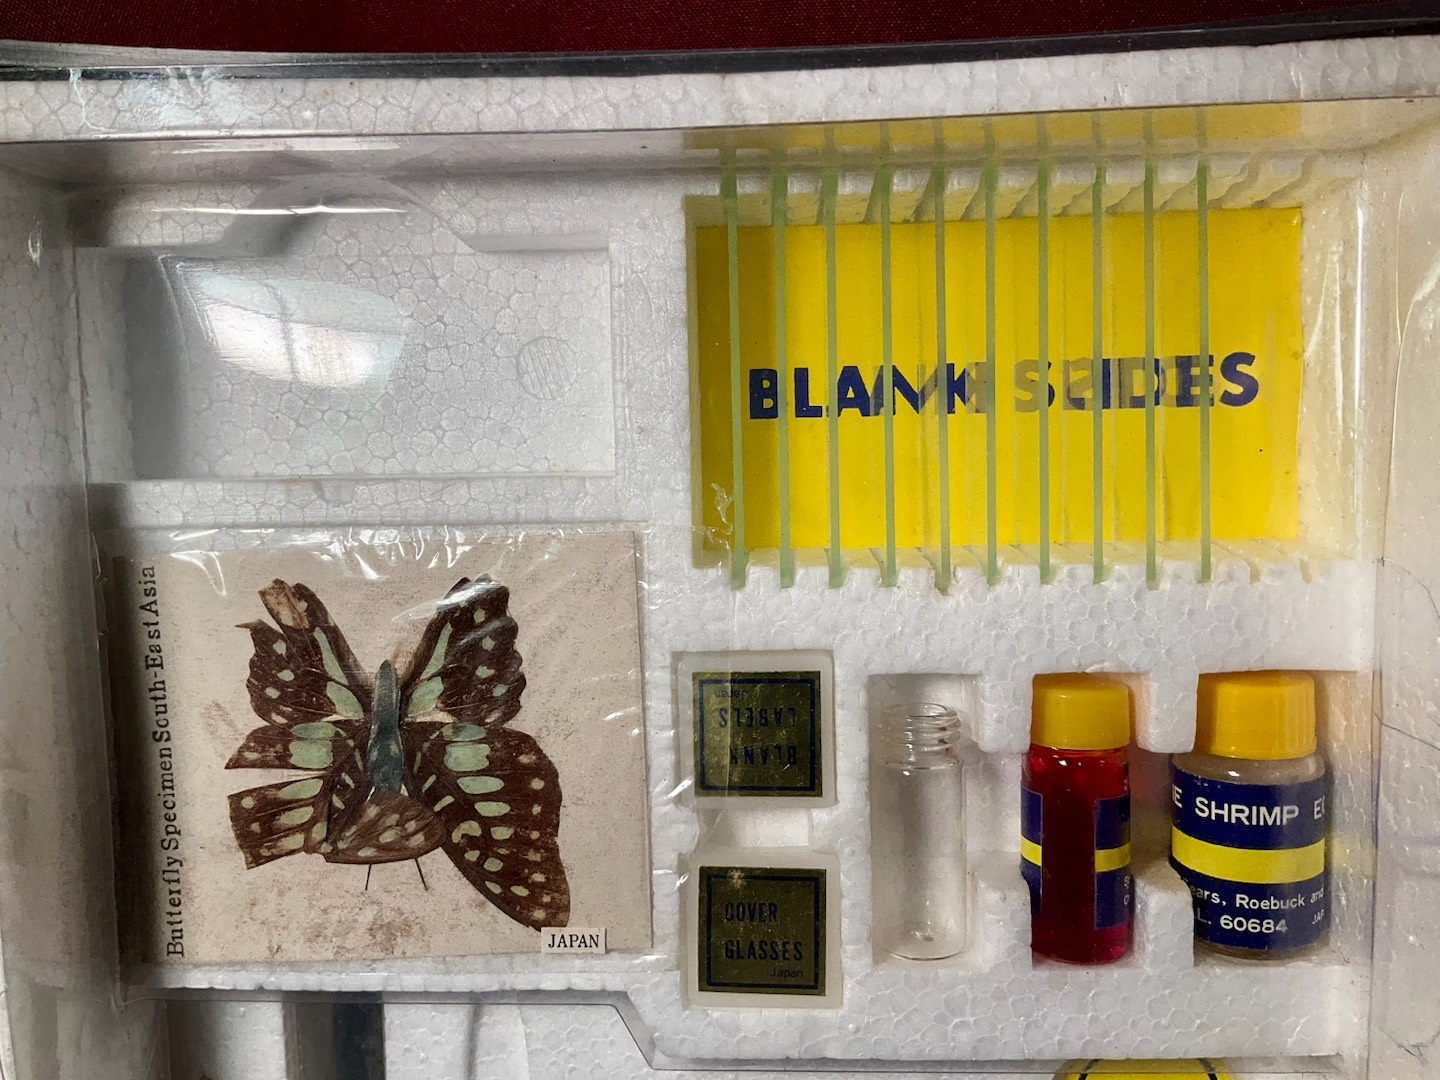 BLANK SLIDES
Butterfly Specimen South-East Asia
JAPAN
BLANK
LABELS
Japan
COVER
GLASSES
Japan
SHRIMP
Sears, Roebuck and
L. 60684